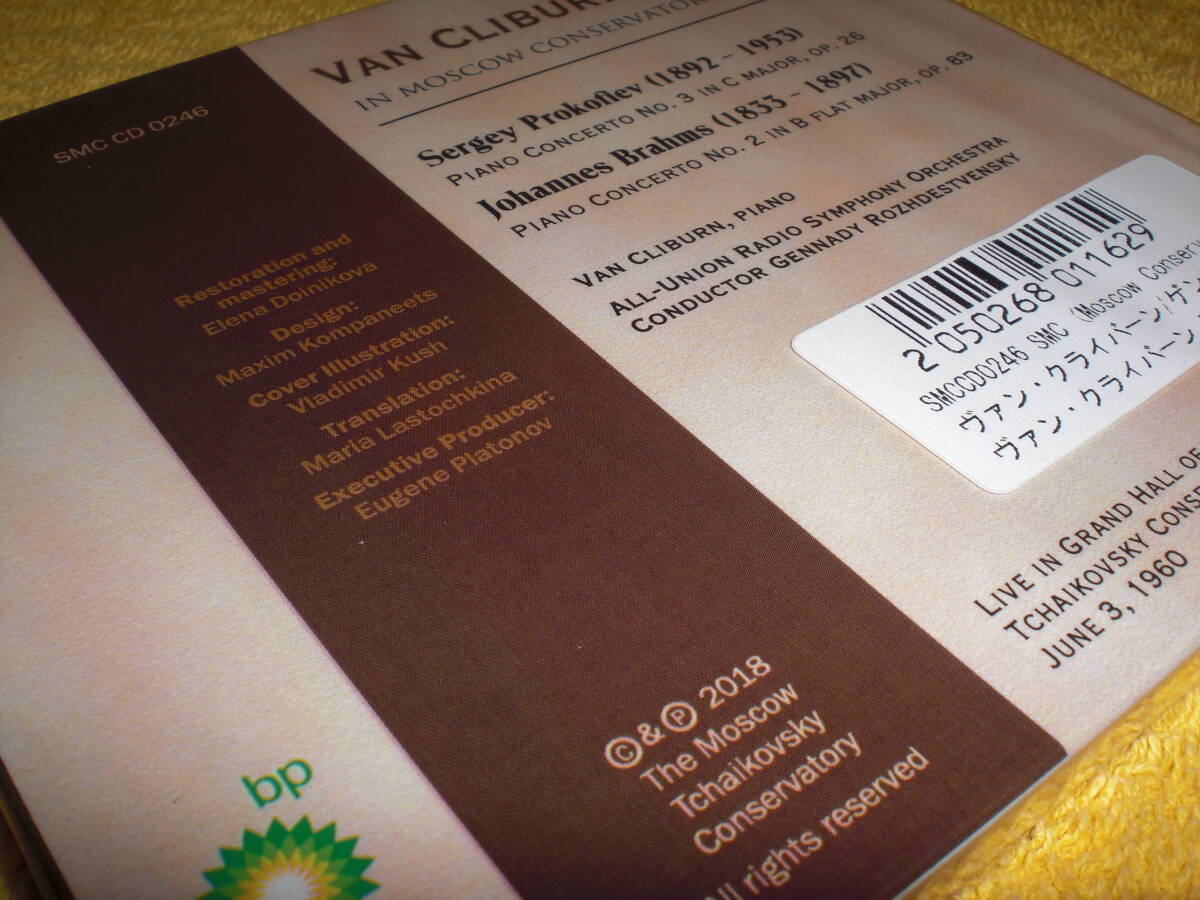 VAN CLIBURN
IN MOSCOW CONSERVATORY
Sergey Prokofiev (1892 – 1953)
PIANO CONCERTO NO. 3 IN C MAJOR, OP. 26
Johannes Brahms (1833 – 1897)
PIANO CONCERTO NO. 2 IN B FLAT MAJOR, OP. 83
VAN CLIBURN, PIANO
ALL-UNION RADIO SYMPHONY ORCHESTRA
CONDUCTOR GENNADY ROZHDESTVENSKY
2 050268 011629
SMCCD0246 SMC (Moscow Conser
ヴァン・クライバーン/ゲン
ヴァン・クライバーン
LIVE IN GRAND HALL OF
TCHAIKOVSKY CONSE
JUNE 3, 1960
SMC CD 0246
Restoration and
mastering:
Elena Doinikova
Design:
Maxim Kompaneets
Cover Illustration:
Vladimir Kush
Translation:
Maria Lastochkina
Executive Producer:
Eugene Platonov
©&℗ 2018
The Moscow
Tchaikovsky
Conservatory
All rights reserved
bp